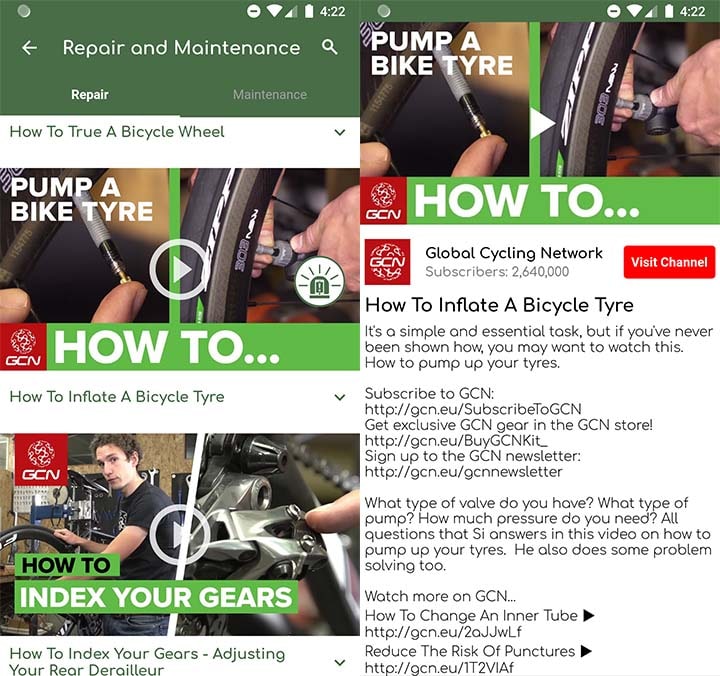 4:22
Repair and Maintenance
Repair
Maintenance
How To True A Bicycle Wheel
PUMP A
BIKE TYRE
ZIPP
303
GCN
HOW TO...
How To Inflate A Bicycle Tyre
GCN
HOW TO
INDEX YOUR GEARS
How To Index Your Gears - Adjusting
Your Rear Derailleur
4:22
PUMP A
BIKE TYRE
ZIPP
303
GCN
HOW TO...
GCN
Global Cycling Network
Subscribers: 2,640,000
Visit Channel
How To Inflate A Bicycle Tyre
It's a simple and essential task, but if you've never
been shown how, you may want to watch this.
How to pump up your tyres.
Subscribe to GCN:
http://gcn.eu/SubscribeToGCN
Get exclusive GCN gear in the GCN store!
http://gcn.eu/BuyGCNKit_
Sign up to the GCN newsletter:
http://gcn.eu/gcnnewsletter
What type of valve do you have? What type of
pump? How much pressure do you need? All
questions that Si answers in this video on how to
pump up your tyres.  He also does some problem
solving too.
Watch more on GCN...
How To Change An Inner Tube ▶
http://gcn.eu/2aJJwLf
Reduce The Risk Of Punctures ▶
http://gcn.eu/1T2VIAf